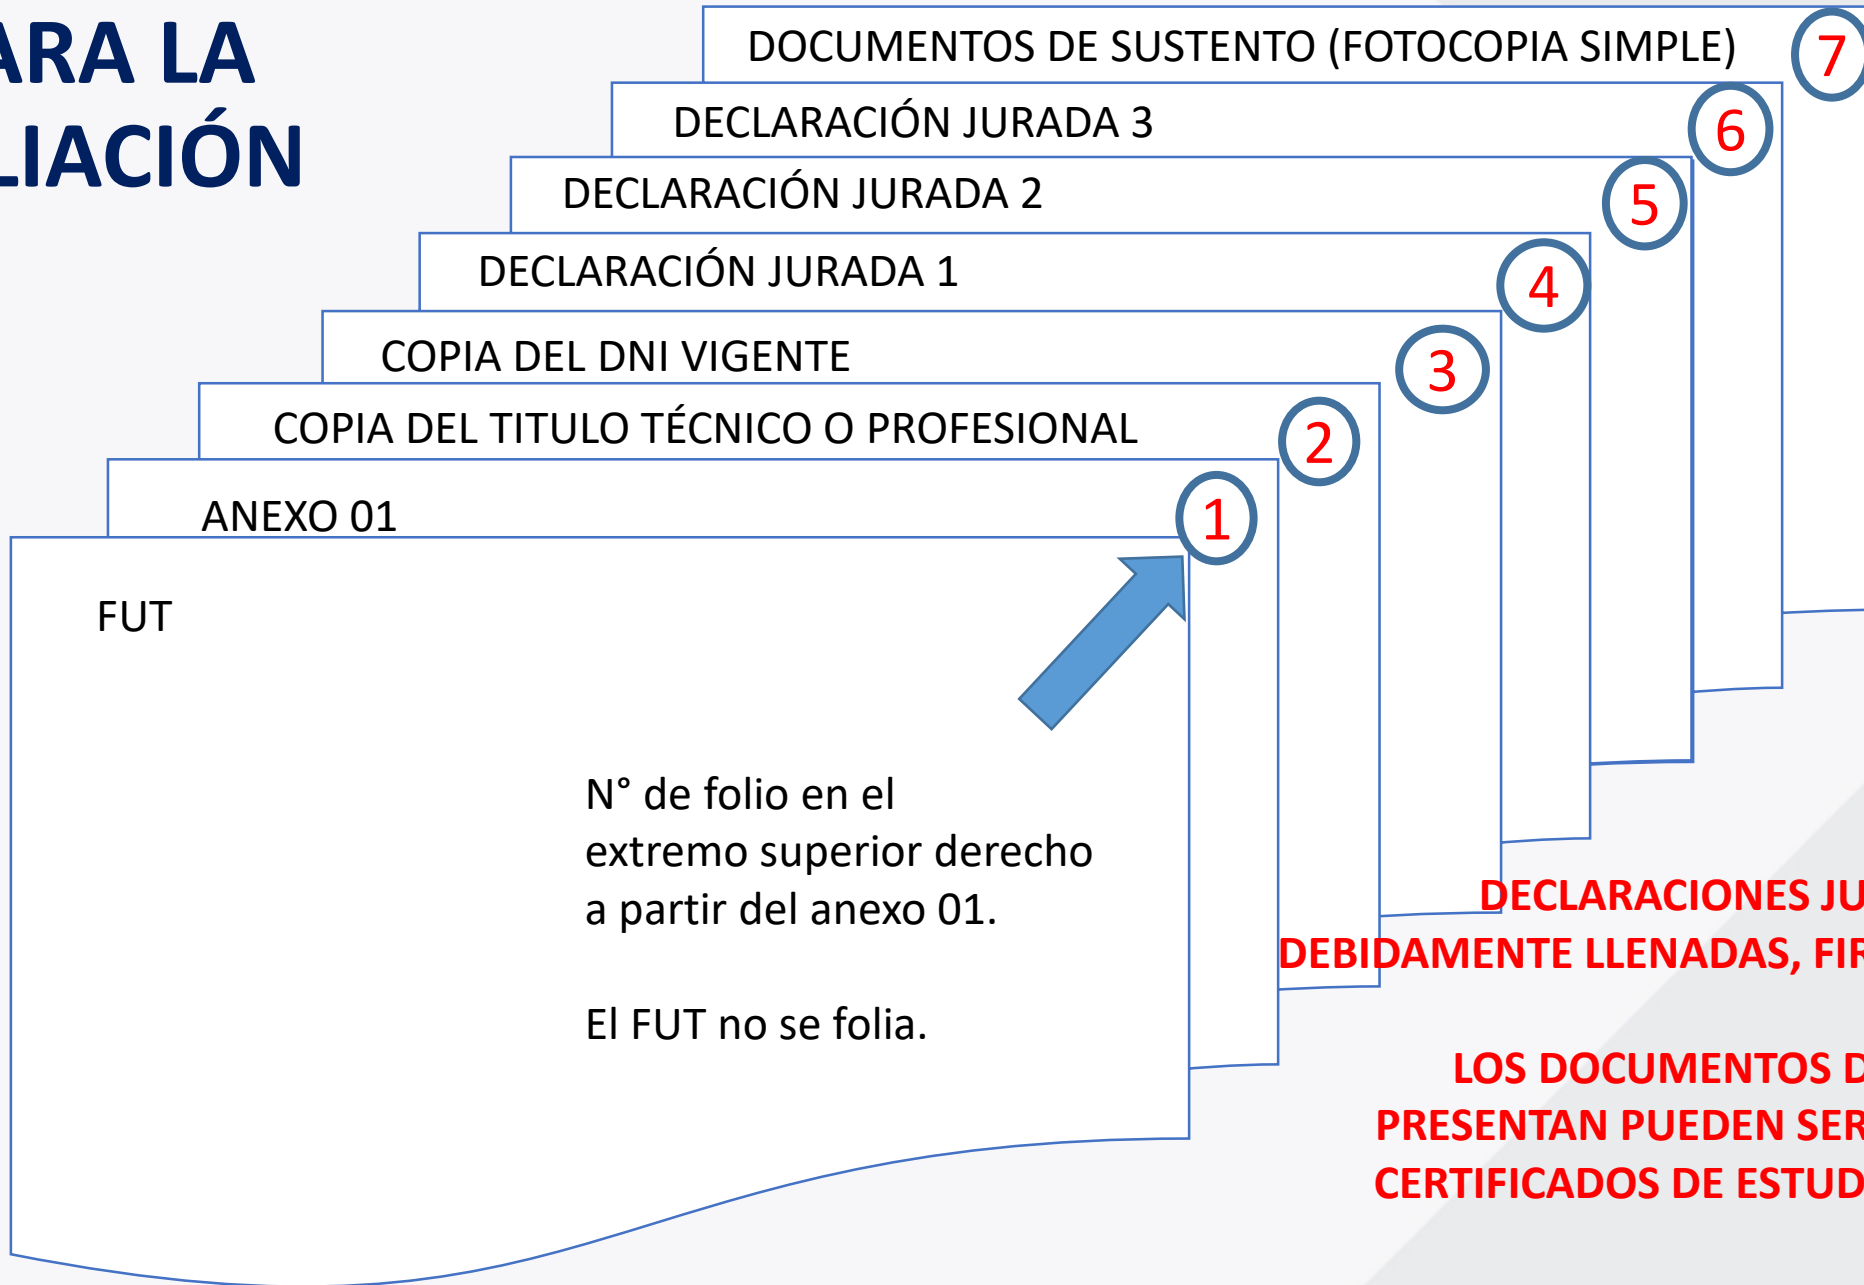 ARA LA
LIACIÓN
DOCUMENTOS DE SUSTENTO (FOTOCOPIA SIMPLE) 7
DECLARACIÓN JURADA 3 6
DECLARACIÓN JURADA 2 5
DECLARACIÓN JURADA 1 4
COPIA DEL DNI VIGENTE 3
COPIA DEL TITULO TÉCNICO O PROFESIONAL 2
ANEXO 01 1
FUT
N° de folio en el
extremo superior derecho
a partir del anexo 01.
El FUT no se folia.
DECLARACIONES JU
DEBIDAMENTE LLENADAS, FIR
LOS DOCUMENTOS D
PRESENTAN PUEDEN SER
CERTIFICADOS DE ESTUD